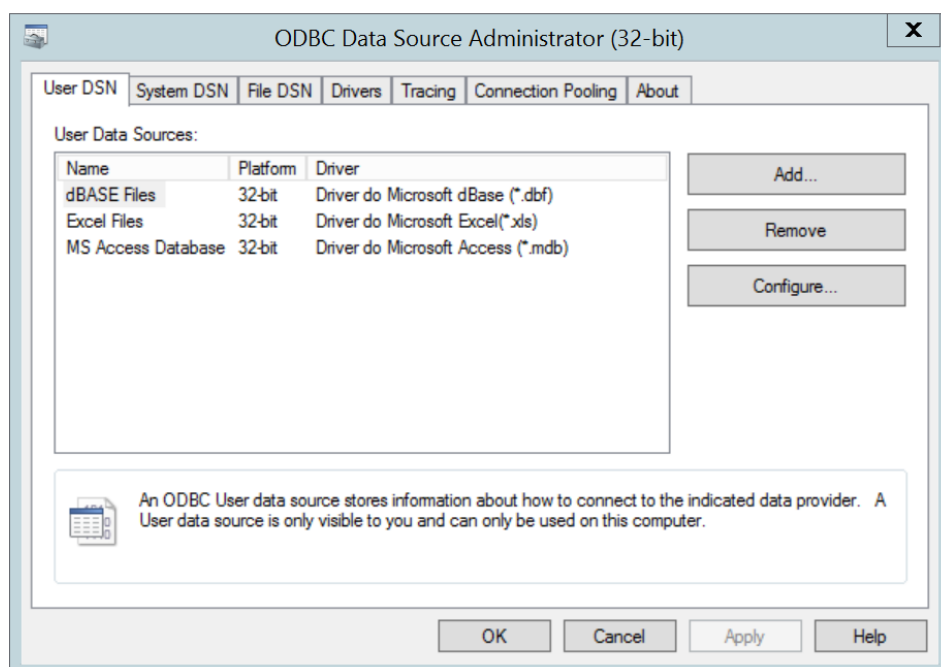 ODBC Data Source Administrator (32-bit)
X
User DSN System DSN File DSN Drivers Tracing Connection Pooling About
User Data Sources:
Name Platform Driver
dBASE Files 32-bit Driver do Microsoft dBase (*.dbf)
Excel Files 32-bit Driver do Microsoft Excel(*.xls)
MS Access Database 32-bit Driver do Microsoft Access (*.mdb)
Add...
Remove
Configure...
An ODBC User data source stores information about how to connect to the indicated data provider. A
User data source is only visible to you and can only be used on this computer.
OK Cancel Apply Help